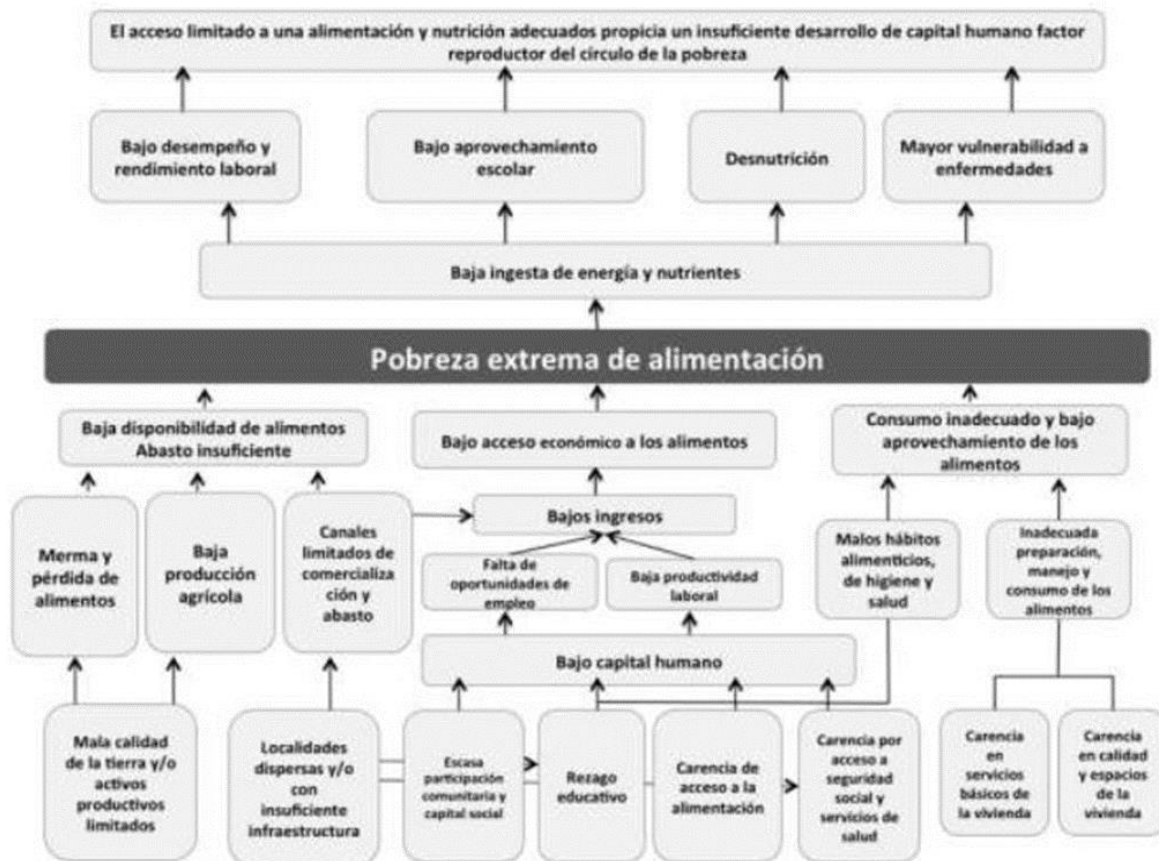 El acceso limitado a una alimentación y nutrición adecuados propicia un insuficiente desarrollo de capital humano factor
reproductor del círculo de la pobreza
Bajo desempeño y
rendimiento laboral
Bajo aprovechamiento
escolar
Desnutrición
Mayor vulnerabilidad a
enfermedades
Baja ingesta de energía y nutrientes
Pobreza extrema de alimentación
Baja disponibilidad de alimentos
Abasto insuficiente
Bajo acceso económico a los alimentos
Consumo inadecuado y bajo
aprovechamiento de los
alimentos
Merma y
pérdida de
alimentos
Baja
producción
agrícola
Canales
limitados de
comercializa
ción y
abasto
Bajos ingresos
Falta de
oportunidades de
empleo
Baja productividad
laboral
Malos hábitos
alimenticios,
de higiene y
salud
Inadecuada
preparación,
manejo y
consumo de los
alimentos
Bajo capital humano
Mala calidad
de la tierra y/o
activos
productivos
limitados
Localidades
dispersas y/o
con
insuficiente
infraestructura
Escasa
participación
comunitaria y
capital social
Rezago
educativo
Carencia de
acceso a la
alimentación
Carencia por
acceso a
seguridad
social y
servicios de
salud
Carencia
en
servicios
básicos de
la vivienda
Carencia
en calidad
y espacios
de la
vivienda